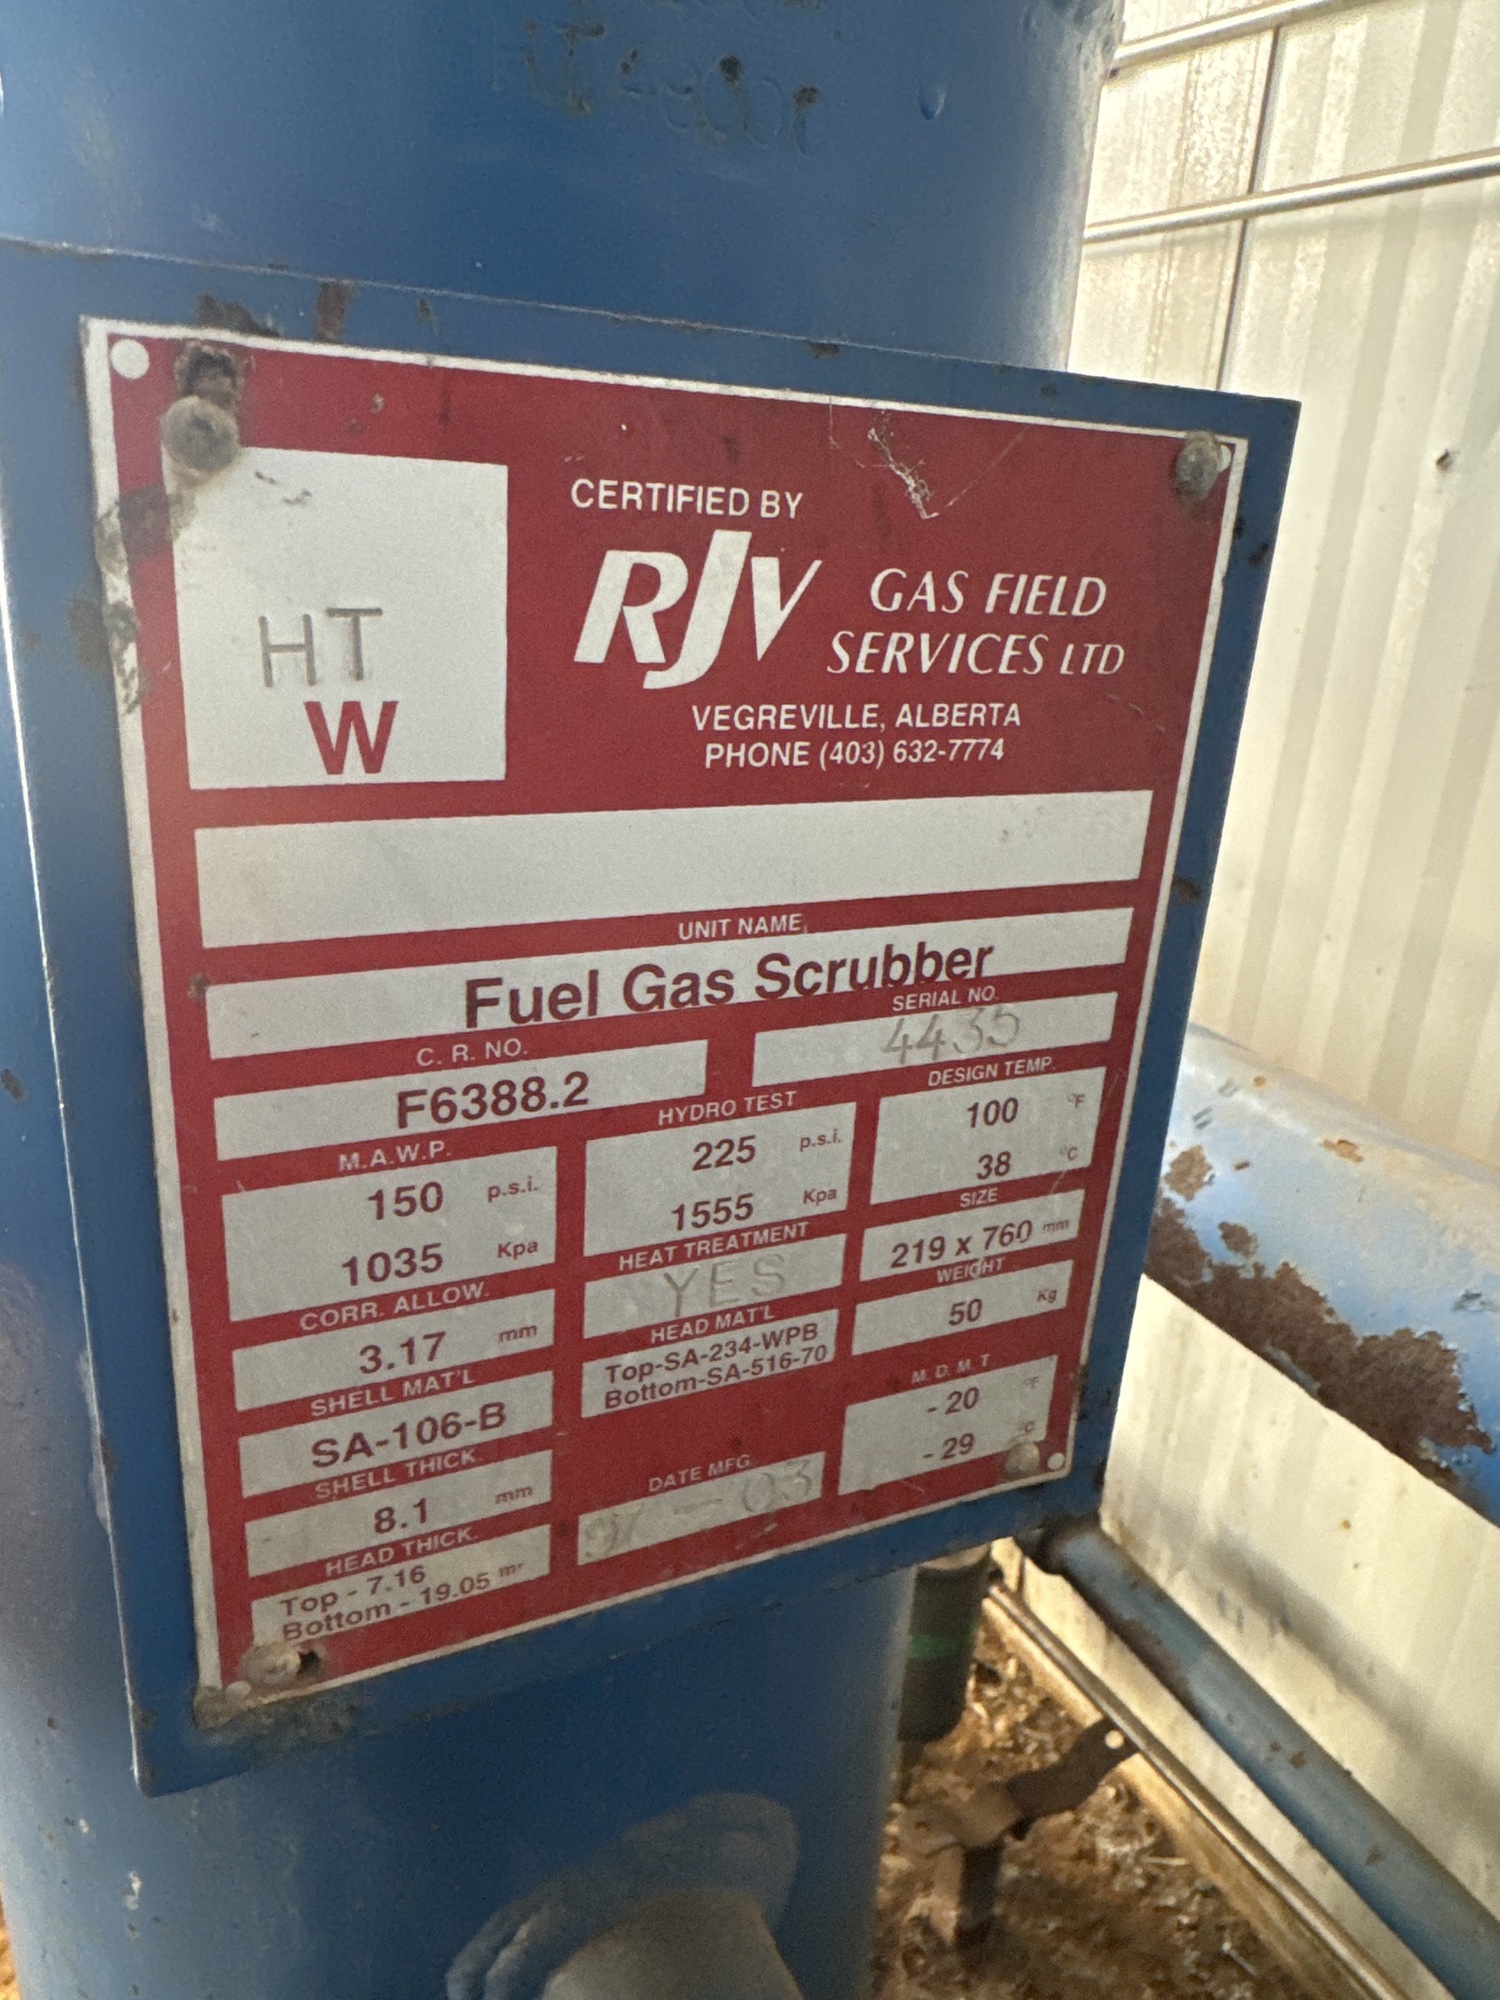 HT
W
CERTIFIED BY
RJV GAS FIELD
SERVICES LTD
VEGREVILLE, ALBERTA
PHONE (403) 632-7774
UNIT NAME
Fuel Gas Scrubber
C. R. NO.
F6388.2
SERIAL NO.
4435
M.A.W.P.
150 p.s.i.
1035 Kpa
HYDRO TEST
225 p.s.i.
1555 Kpa
DESIGN TEMP.
100 °F
38 °C
CORR. ALLOW.
3.17 mm
HEAT TREATMENT
YES
SIZE
219 x 760 mm
SHELL MAT'L
SA-106-B
HEAD MAT'L
Top-SA-234-WPB
Bottom-SA-516-70
WEIGHT
50 Kg
SHELL THICK.
8.1 mm
M. D. M. T.
- 20 °F
- 29 °C
HEAD THICK.
Top - 7.16
Bottom - 19.05
DATE MFG
97 - 03